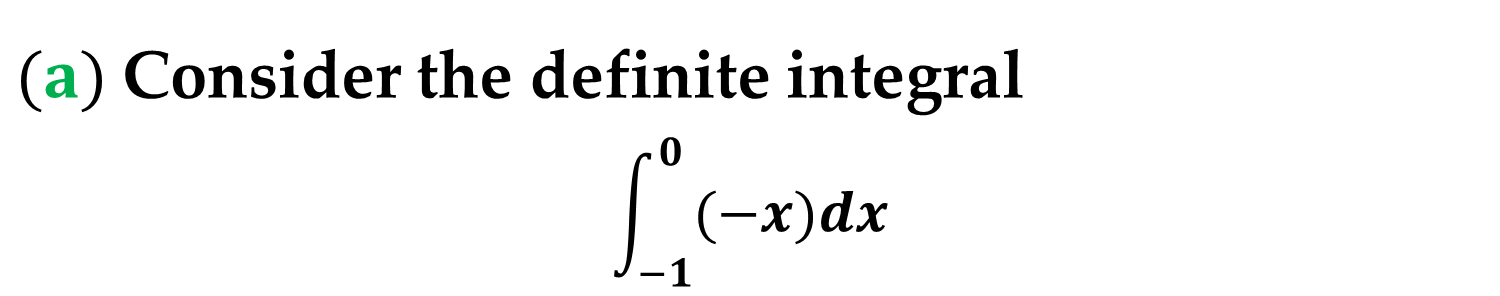 (a) Consider the definite integral
∫_{-1}^{0} (−x)dx